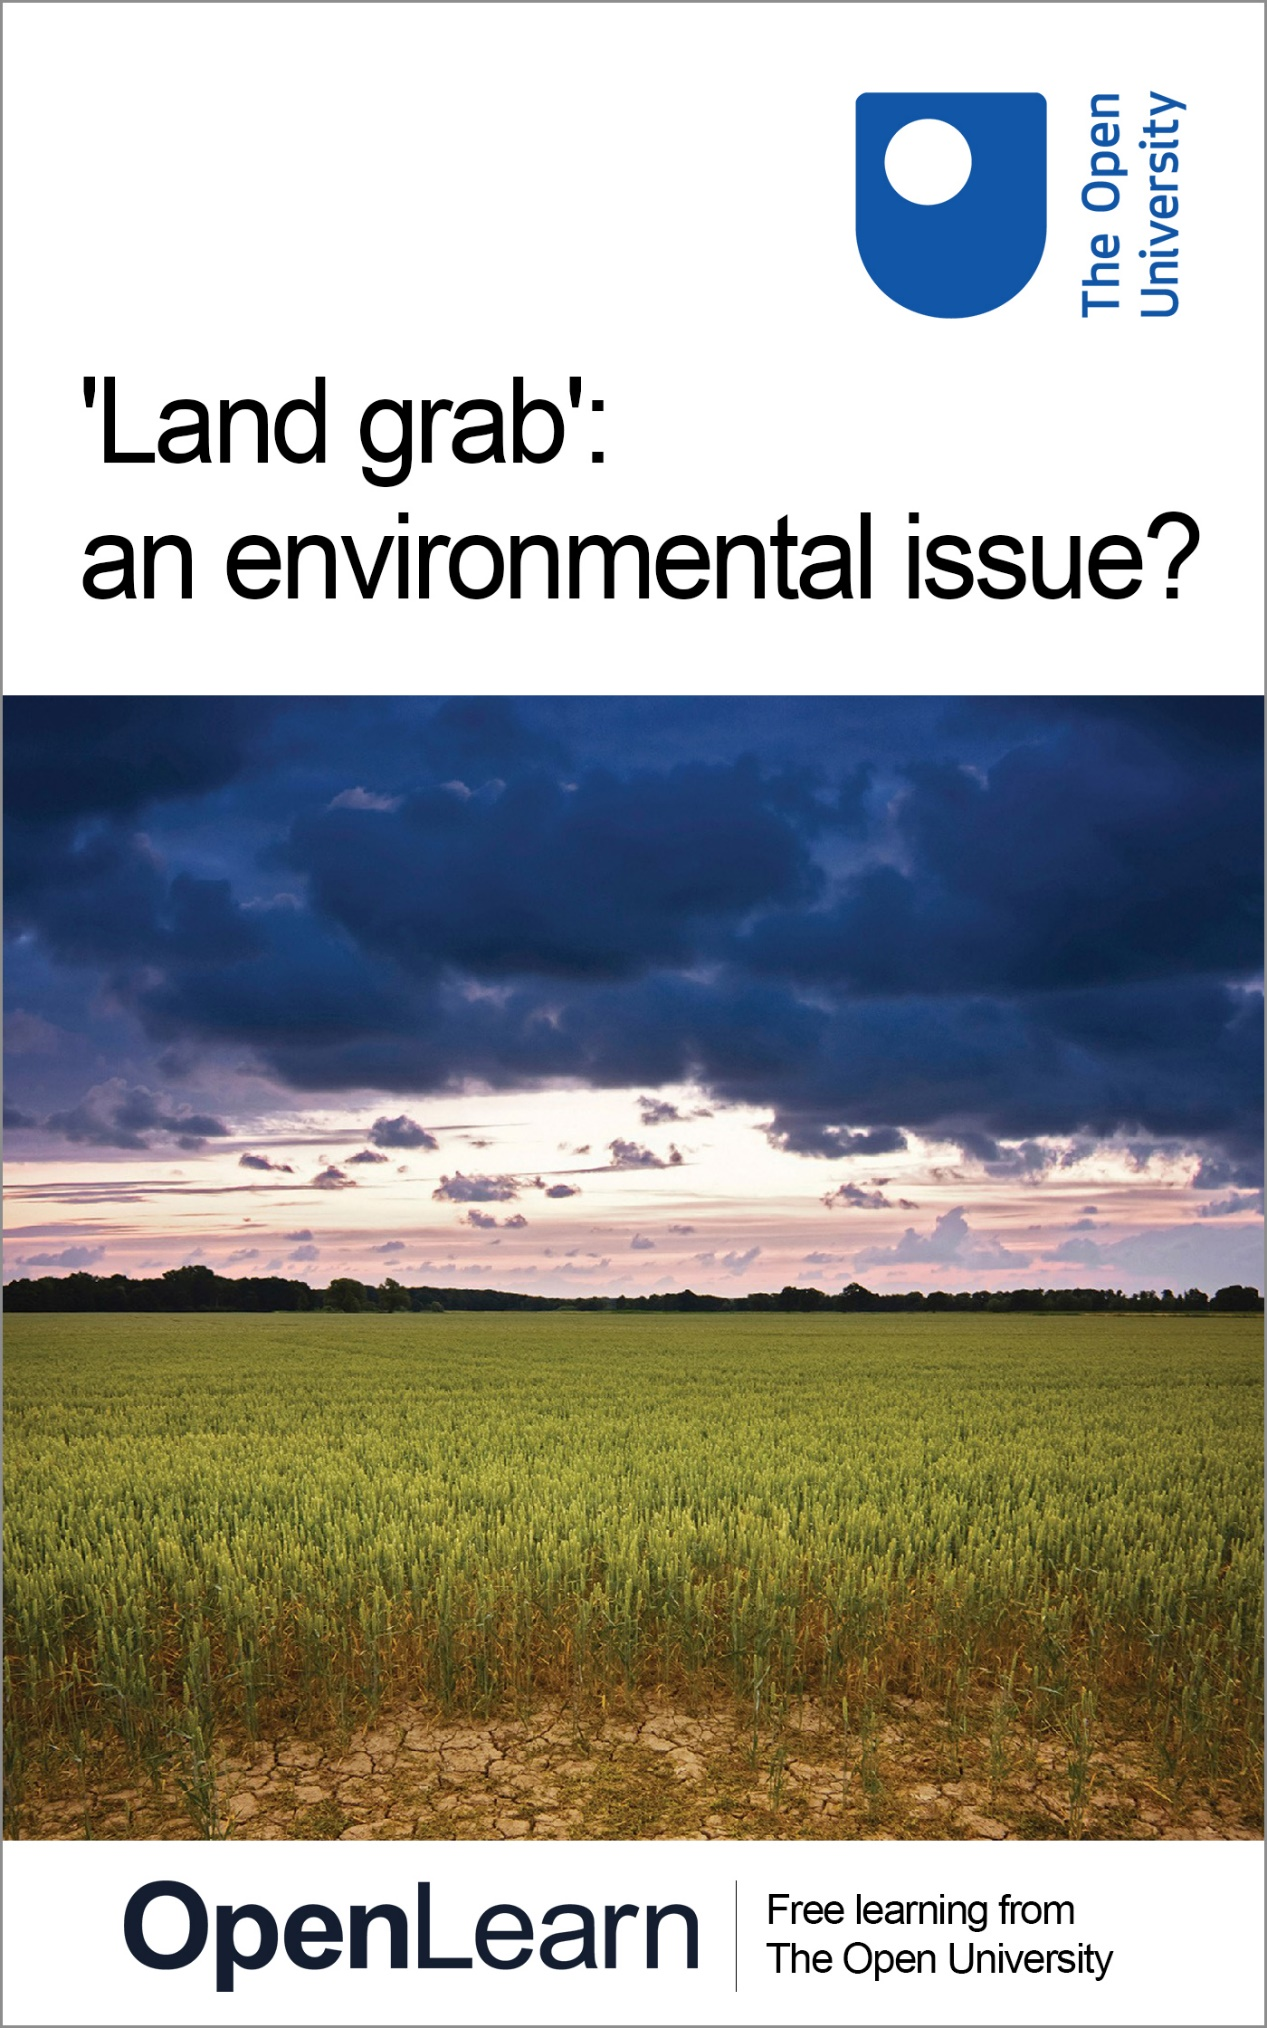 The Open
University
'Land grab':
an environmental issue?
OpenLearn
Free learning from
The Open University